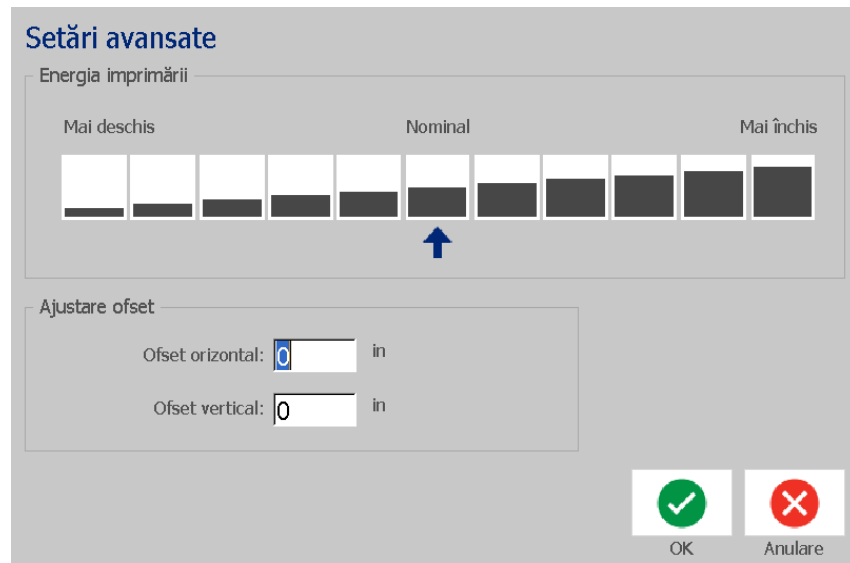 Setări avansate
Energia imprimării
Mai deschis Nominal Mai închis
Ajustare ofset
Ofset orizontal: 0 in
Ofset vertical: 0 in
OK Anulare